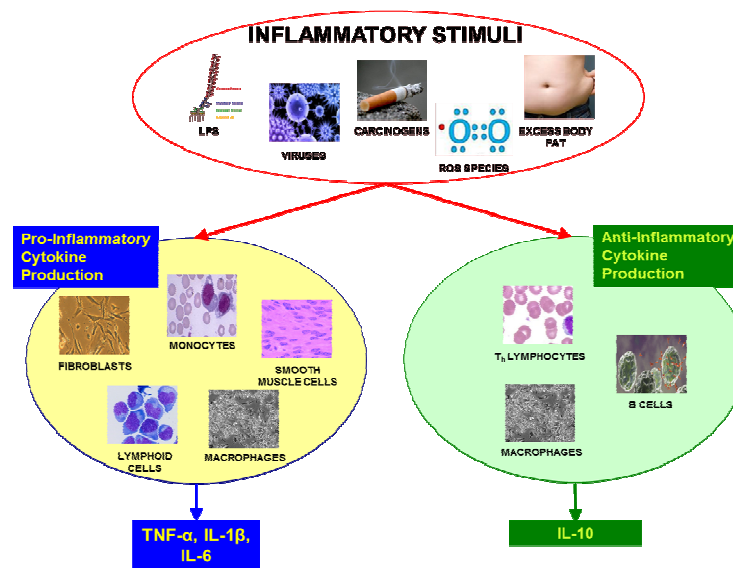 INFLAMMATORY STIMULI
LPS
VIRUSES
CARCINOGENS
ROS SPECIES
EXCESS BODY
FAT
Pro-Inflammatory
Cytokine
Production
FIBROBLASTS
MONOCYTES
SMOOTH
MUSCLE CELLS
LYMPHOID
CELLS
MACROPHAGES
TNF-α, IL-1β,
IL-6
Anti-Inflammatory
Cytokine
Production
Th LYMPHOCYTES
B CELLS
MACROPHAGES
IL-10